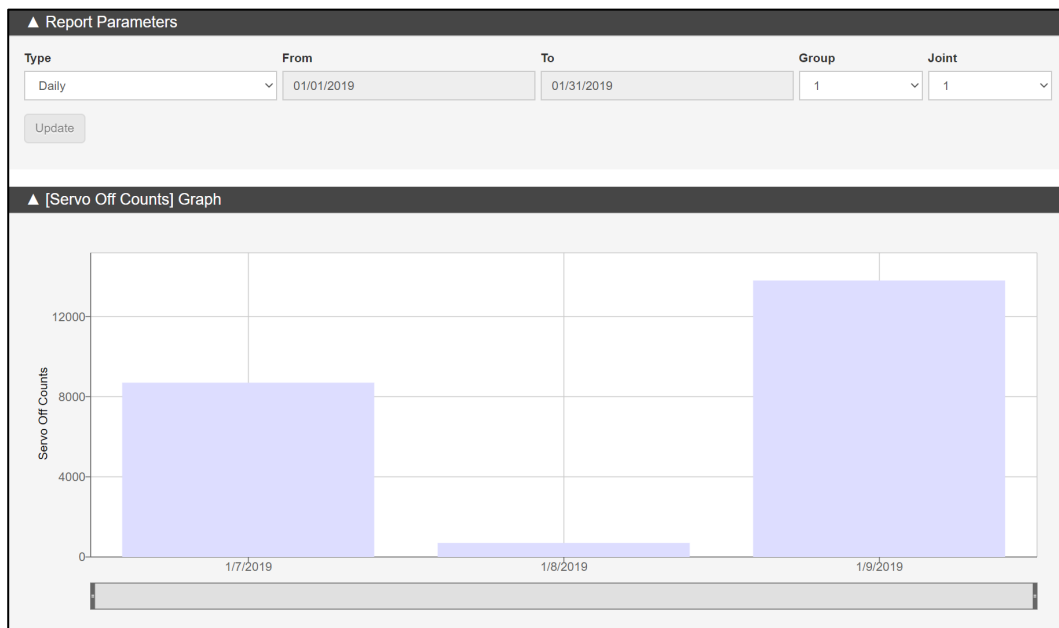 ▲ Report Parameters
Type From To Group Joint
Daily 01/01/2019 01/31/2019 1 1
Update
▲ [Servo Off Counts] Graph
12000
8000
4000
0
Servo Off Counts
1/7/2019 1/8/2019 1/9/2019